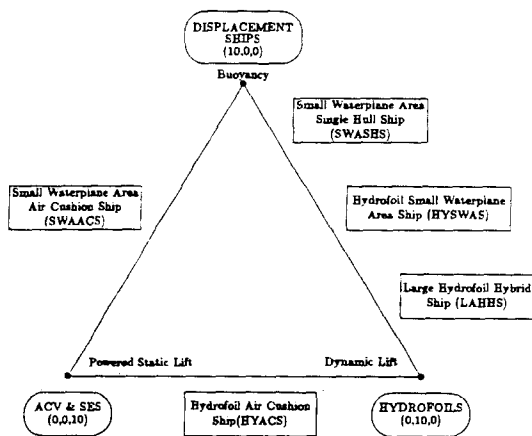 DISPLACEMENT
SHIPS
(10,0,0)
Buoyancy
Small Waterplane Area
Single Hull Ship
(SWASHS)
Small Waterplane Area
Air Cushion Ship
(SWAACS)
Hydrofoil Small Waterplane
Area Ship (HYSWAS)
Large Hydrofoil Hybrid
Ship (LAHHS)
Powered Static Lift
Dynamic Lift
ACV & SES
(0,0,10)
Hydrofoil Air Cushion
Ship(HYACS)
HYDROFOILS
(0,10,0)